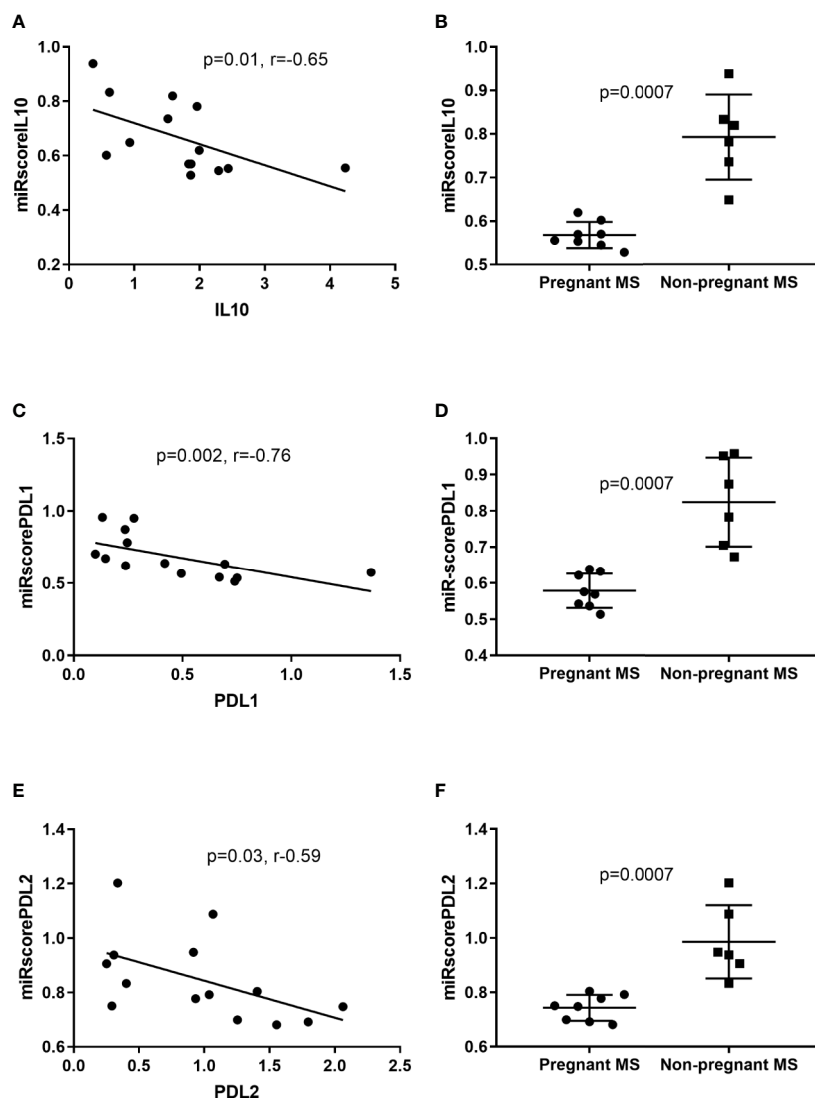 A
p=0.01, r=-0.65
miRscoreIL10
1.0
0.8
0.6
0.4
0.2
0 1 2 3 4 5
IL10
B
p=0.0007
miRscoreIL10
1.0
0.9
0.8
0.7
0.6
0.5
Pregnant MS Non-pregnant MS
C
p=0.002, r=-0.76
miRscorePDL1
1.5
1.0
0.5
0.0
0.0 0.5 1.0 1.5
PDL1
D
p=0.0007
miR-scorePDL1
1.0
0.9
0.8
0.7
0.6
0.5
0.4
Pregnant MS Non-pregnant MS
E
p=0.03, r-0.59
miRscorePDL2
1.4
1.2
1.0
0.8
0.6
0.0 0.5 1.0 1.5 2.0 2.5
PDL2
F
p=0.0007
miRscorePDL2
1.4
1.2
1.0
0.8
0.6
Pregnant MS Non-pregnant MS